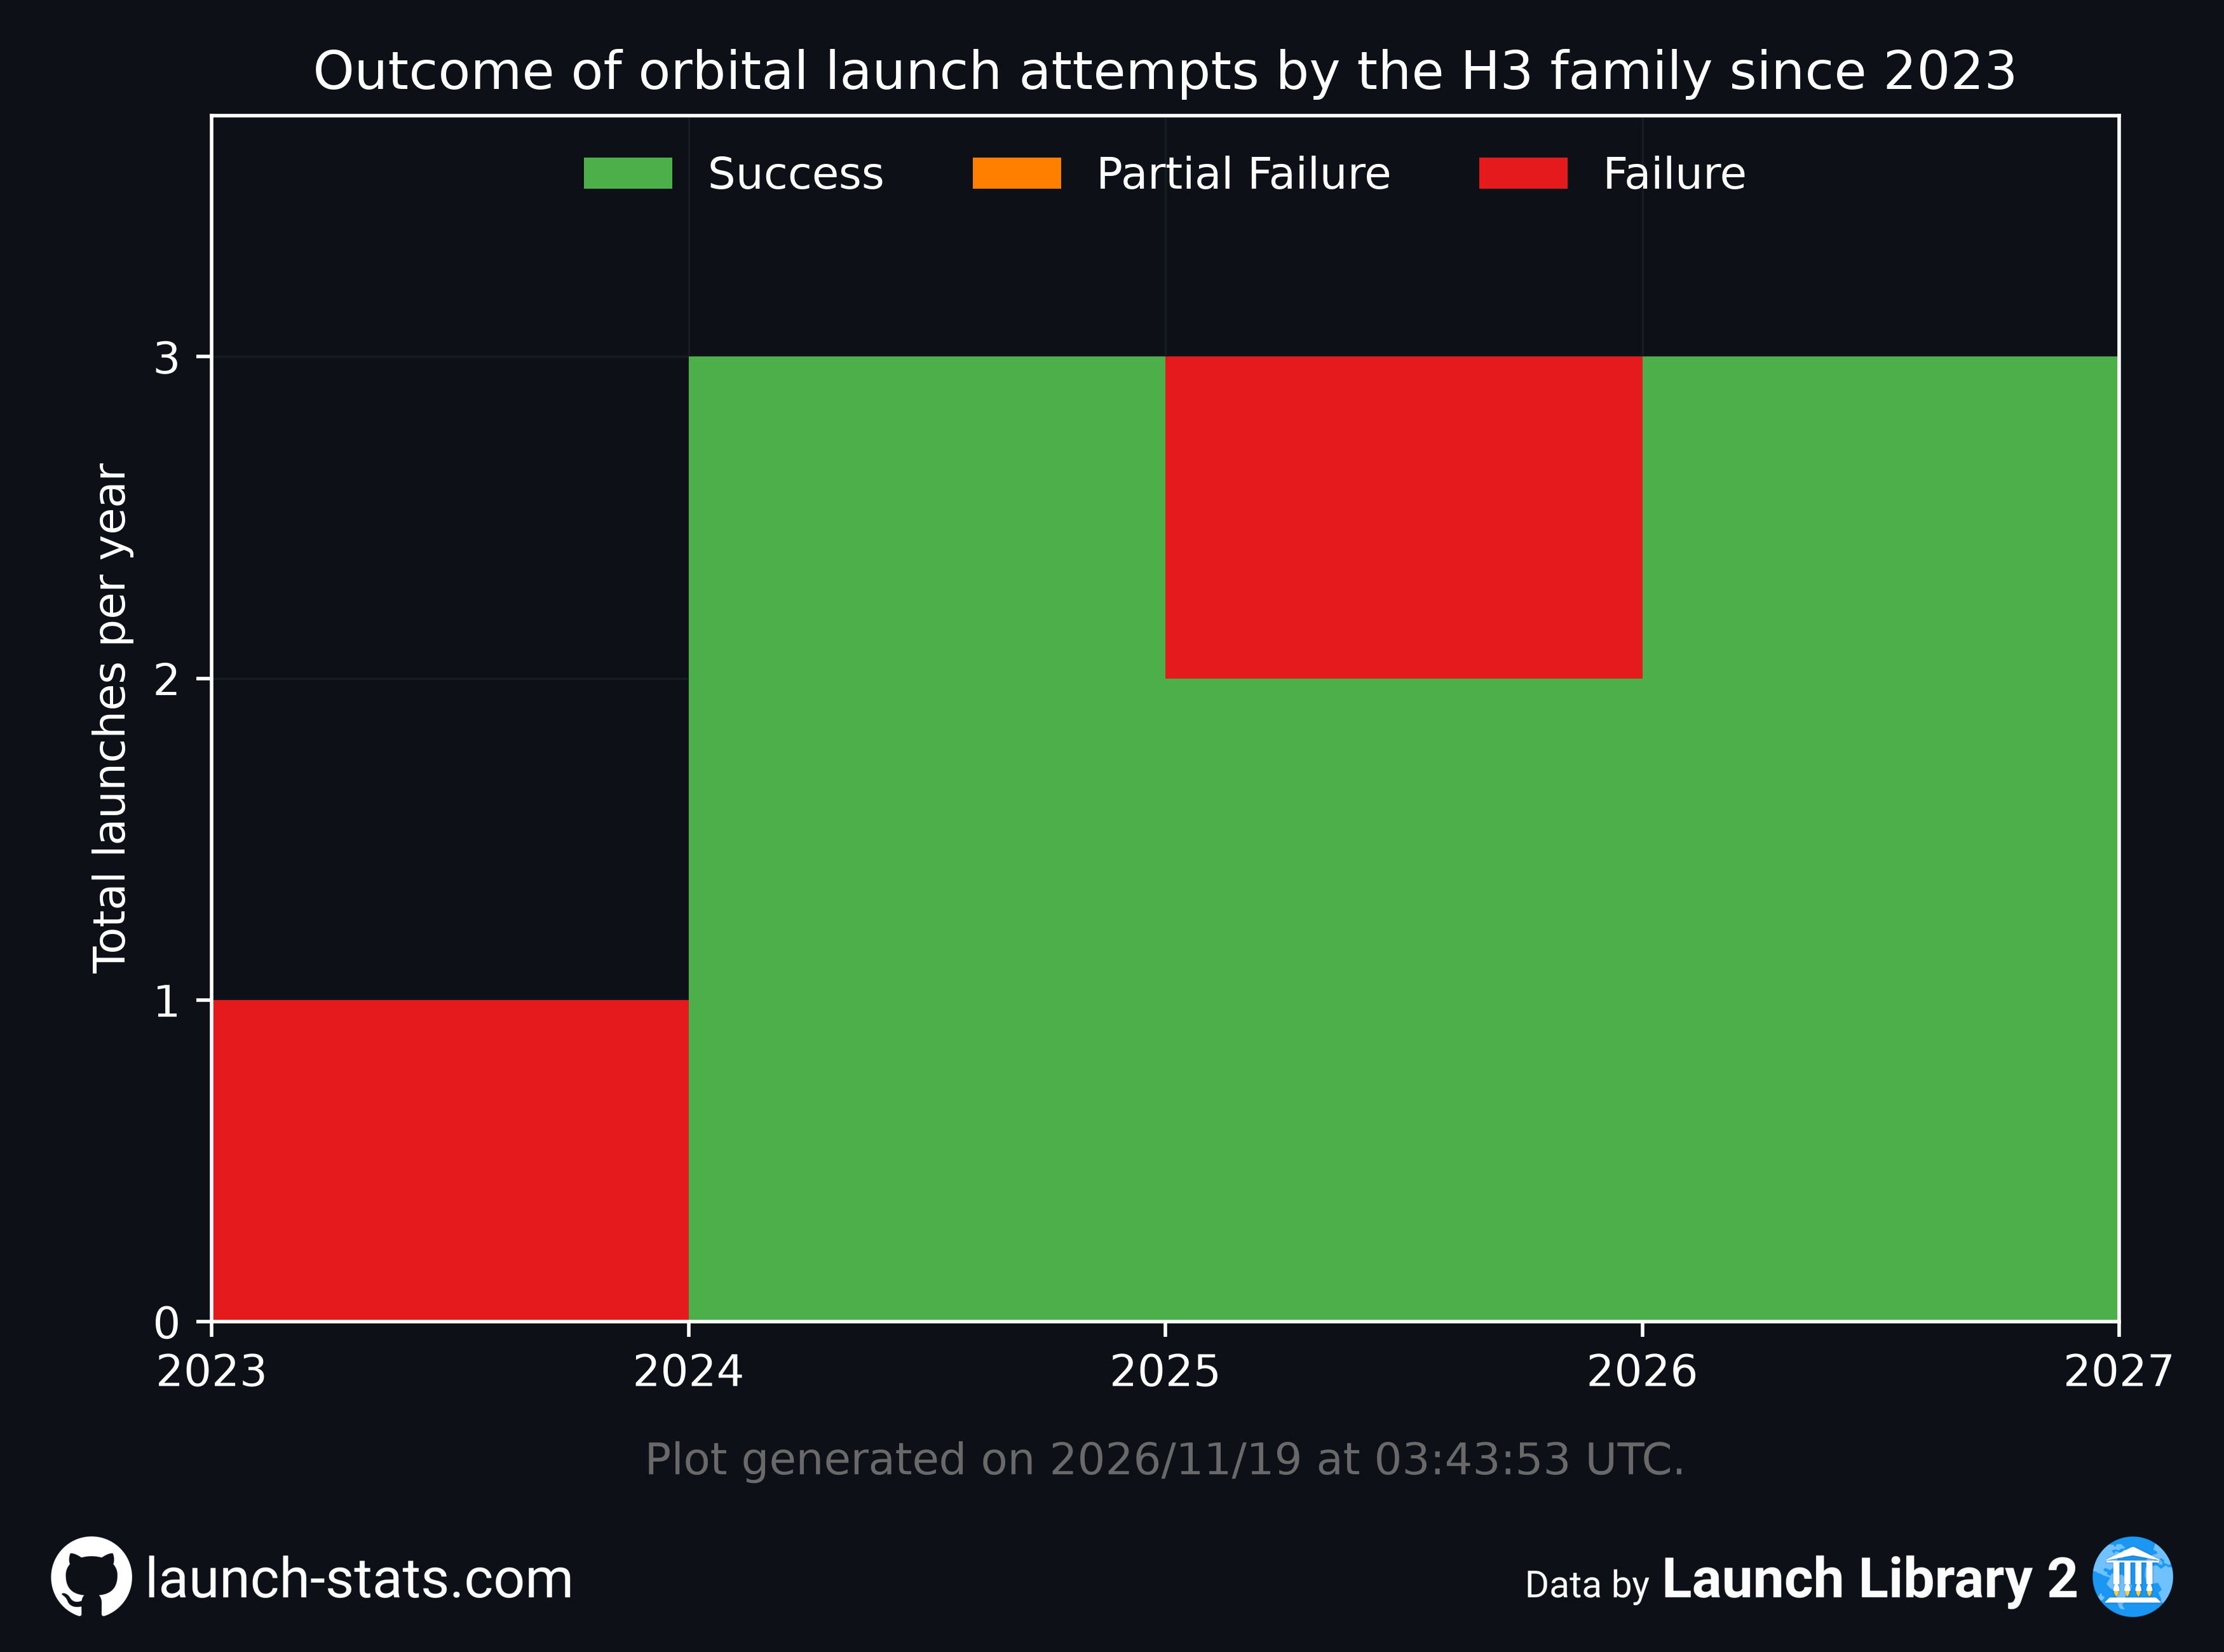 Outcome of orbital launch attempts by the H3 family since 2023
Success Partial Failure Failure
Total launches per year
3
2
1
0
2023 2024 2025 2026 2027
Plot generated on 2026/11/19 at 03:43:53 UTC.
launch-stats.com
Data by Launch Library 2